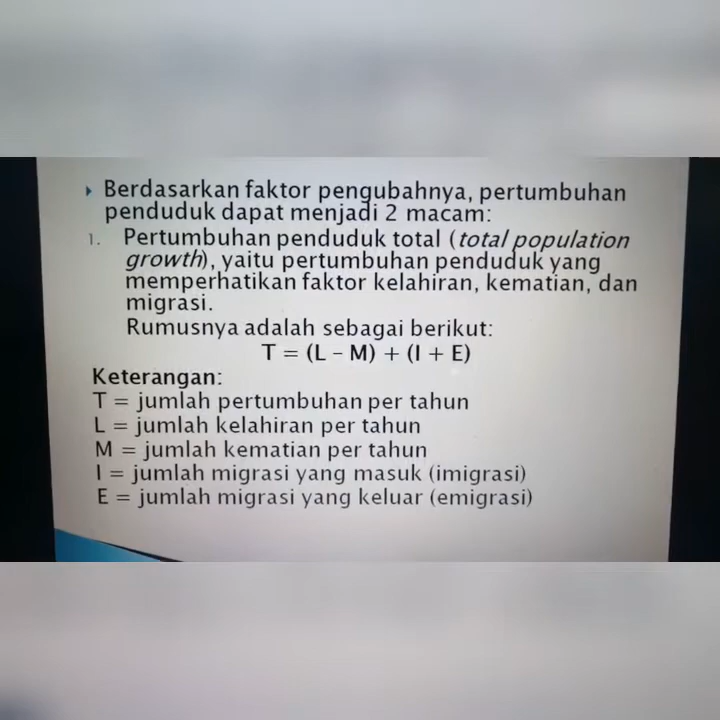 Berdasarkan faktor pengubahnya, pertumbuhan
penduduk dapat menjadi 2 macam:
1. Pertumbuhan penduduk total (total population
growth), yaitu pertumbuhan penduduk yang
memperhatikan faktor kelahiran, kematian, dan
migrasi.
Rumusnya adalah sebagai berikut:
T = (L – M) + (I + E)
Keterangan:
T = jumlah pertumbuhan per tahun
L = jumlah kelahiran per tahun
M = jumlah kematian per tahun
I = jumlah migrasi yang masuk (imigrasi)
E = jumlah migrasi yang keluar (emigrasi)